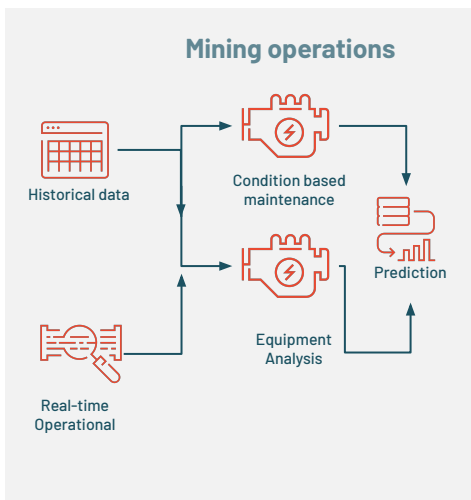 Mining operations
Historical data
Condition based
maintenance
Prediction
Equipment
Analysis
Real-time
Operational